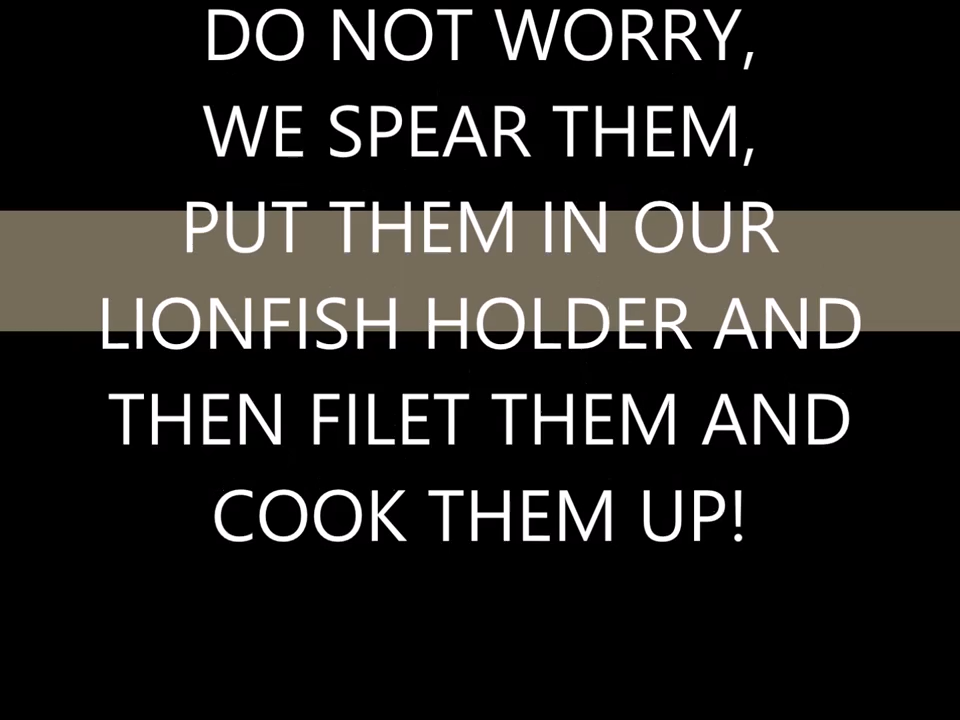 DO NOT WORRY,
WE SPEAR THEM,
PUT THEM IN OUR
LIONFISH HOLDER AND
THEN FILET THEM AND
COOK THEM UP!